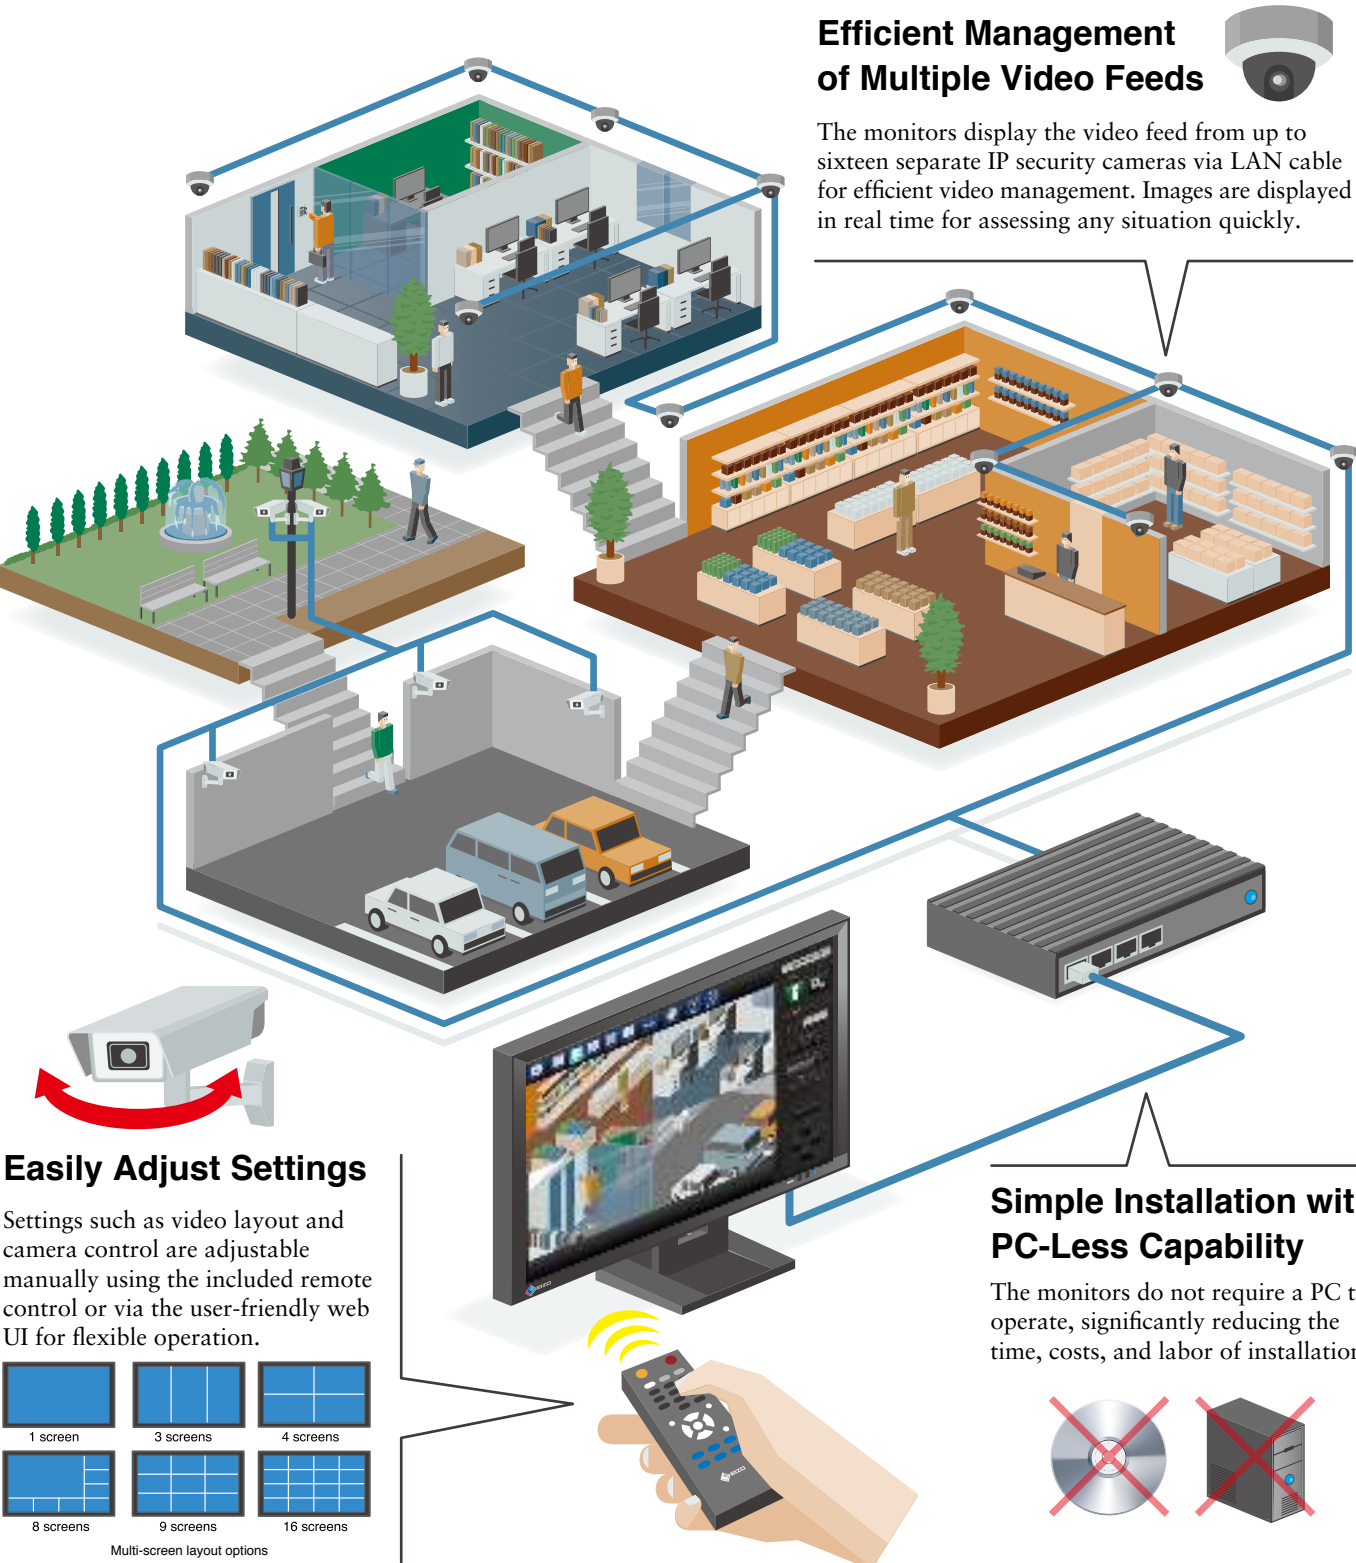 Efficient Management
of Multiple Video Feeds
The monitors display the video feed from up to
sixteen separate IP security cameras via LAN cable
for efficient video management. Images are displayed
in real time for assessing any situation quickly.
Easily Adjust Settings
Settings such as video layout and
camera control are adjustable
manually using the included remote
control or via the user-friendly web
UI for flexible operation.
1 screen
3 screens
4 screens
8 screens
9 screens
16 screens
Multi-screen layout options
EIZO
EIZO
Simple Installation wit
PC-Less Capability
The monitors do not require a PC t
operate, significantly reducing the
time, costs, and labor of installation